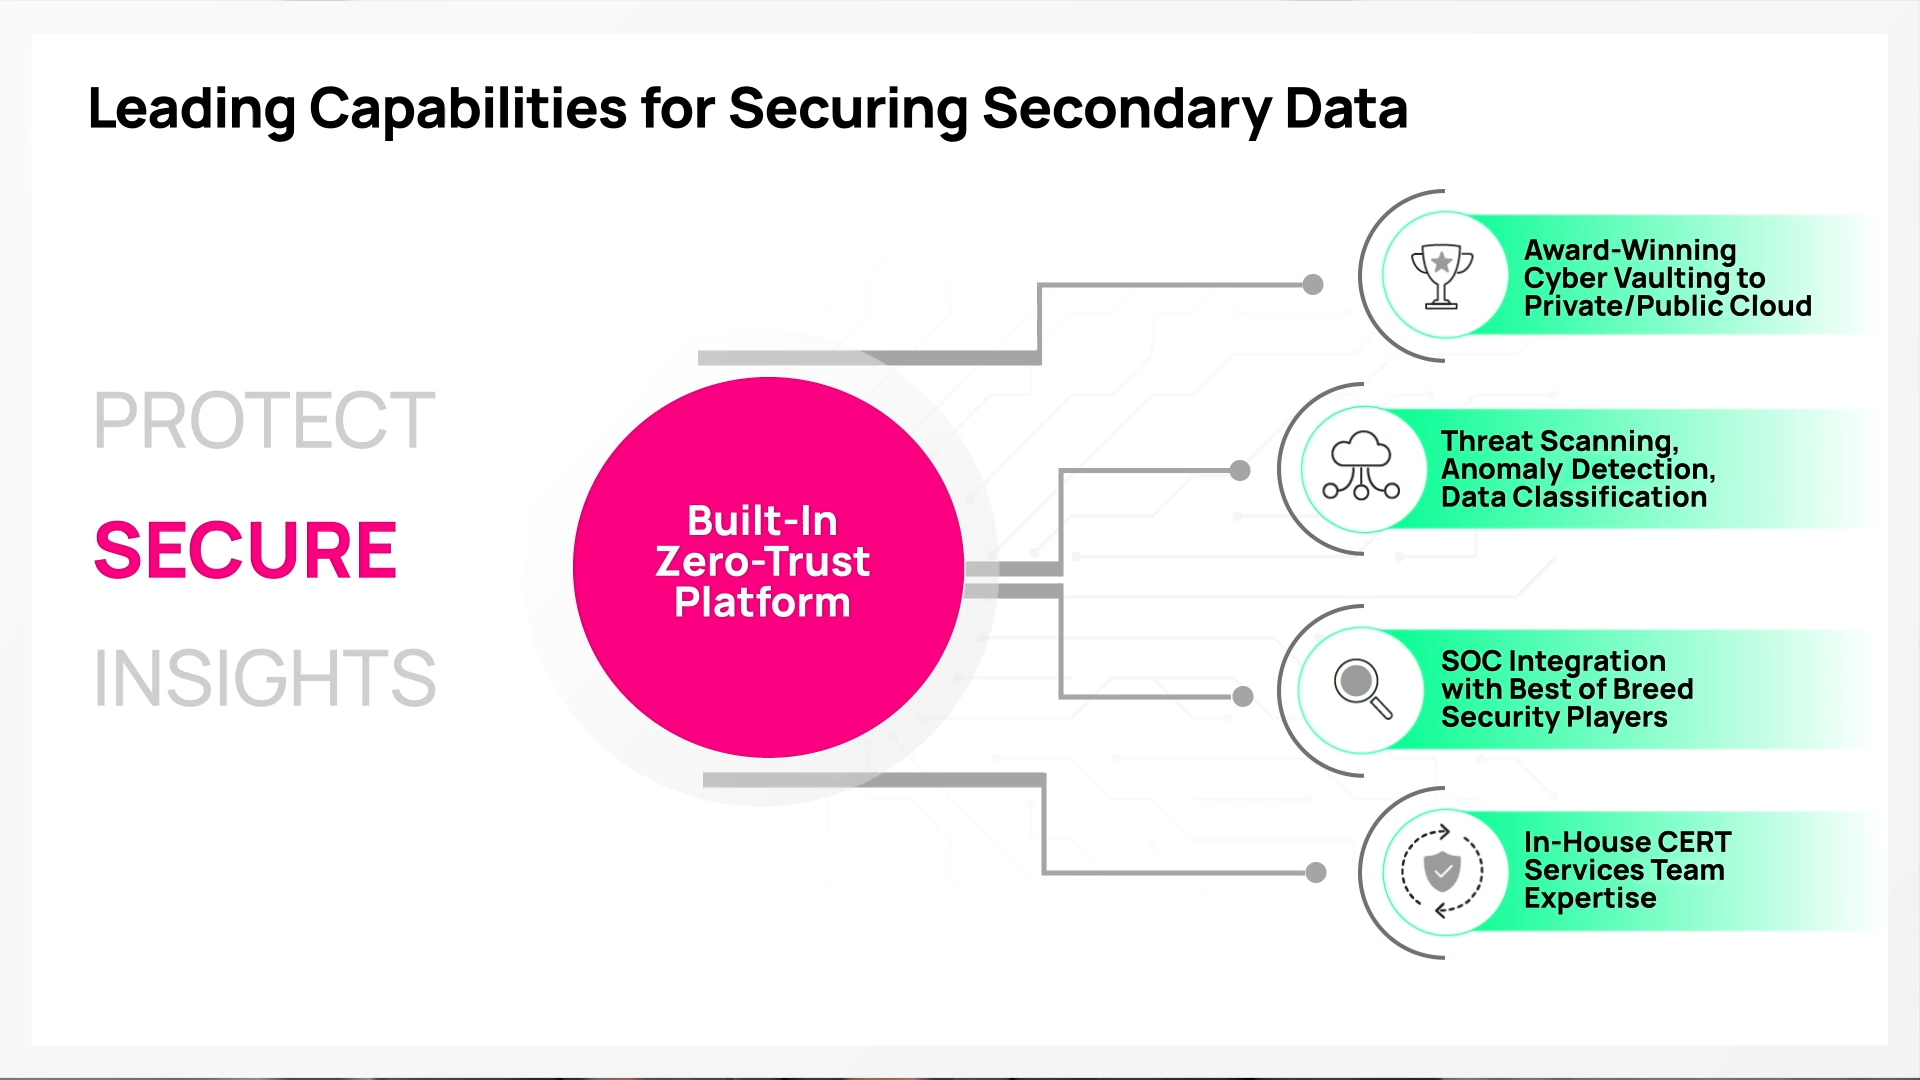 Leading Capabilities for Securing Secondary Data
PROTECT
SECURE
INSIGHTS
Built-In
Zero-Trust
Platform
Award-Winning
Cyber Vaulting to
Private/Public Cloud
Threat Scanning,
Anomaly Detection,
Data Classification
SOC Integration
with Best of Breed
Security Players
In-House CERT
Services Team
Expertise